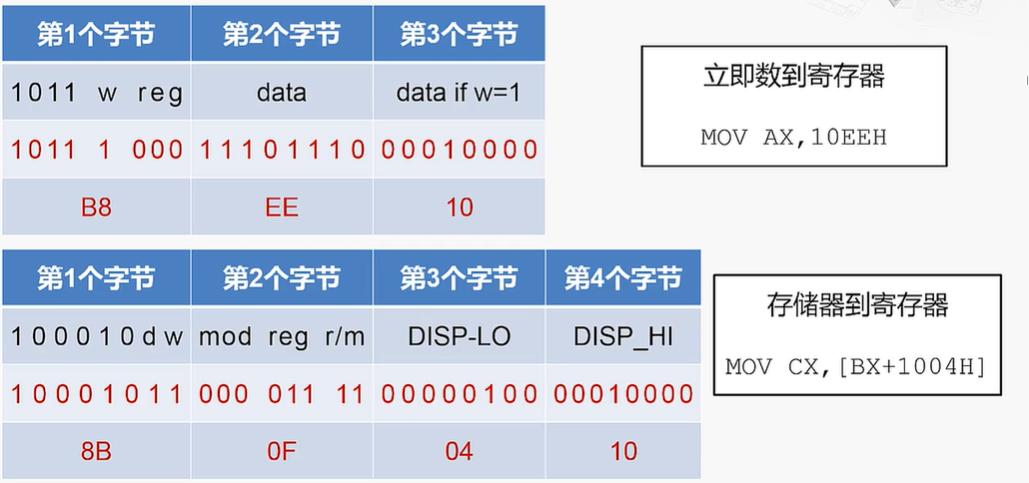 第1个字节 第2个字节 第3个字节
1011 w reg data data if w=1
1011 1 000 11101110 00010000
B8 EE 10
立即数到寄存器
MOV AX,10EEH
第1个字节 第2个字节 第3个字节 第4个字节
100010dw mod reg r/m DISP-LO DISP_HI
10001011 000 011 11 00000100 00010000
8B 0F 04 10
存储器到寄存器
MOV CX,[BX+1004H]